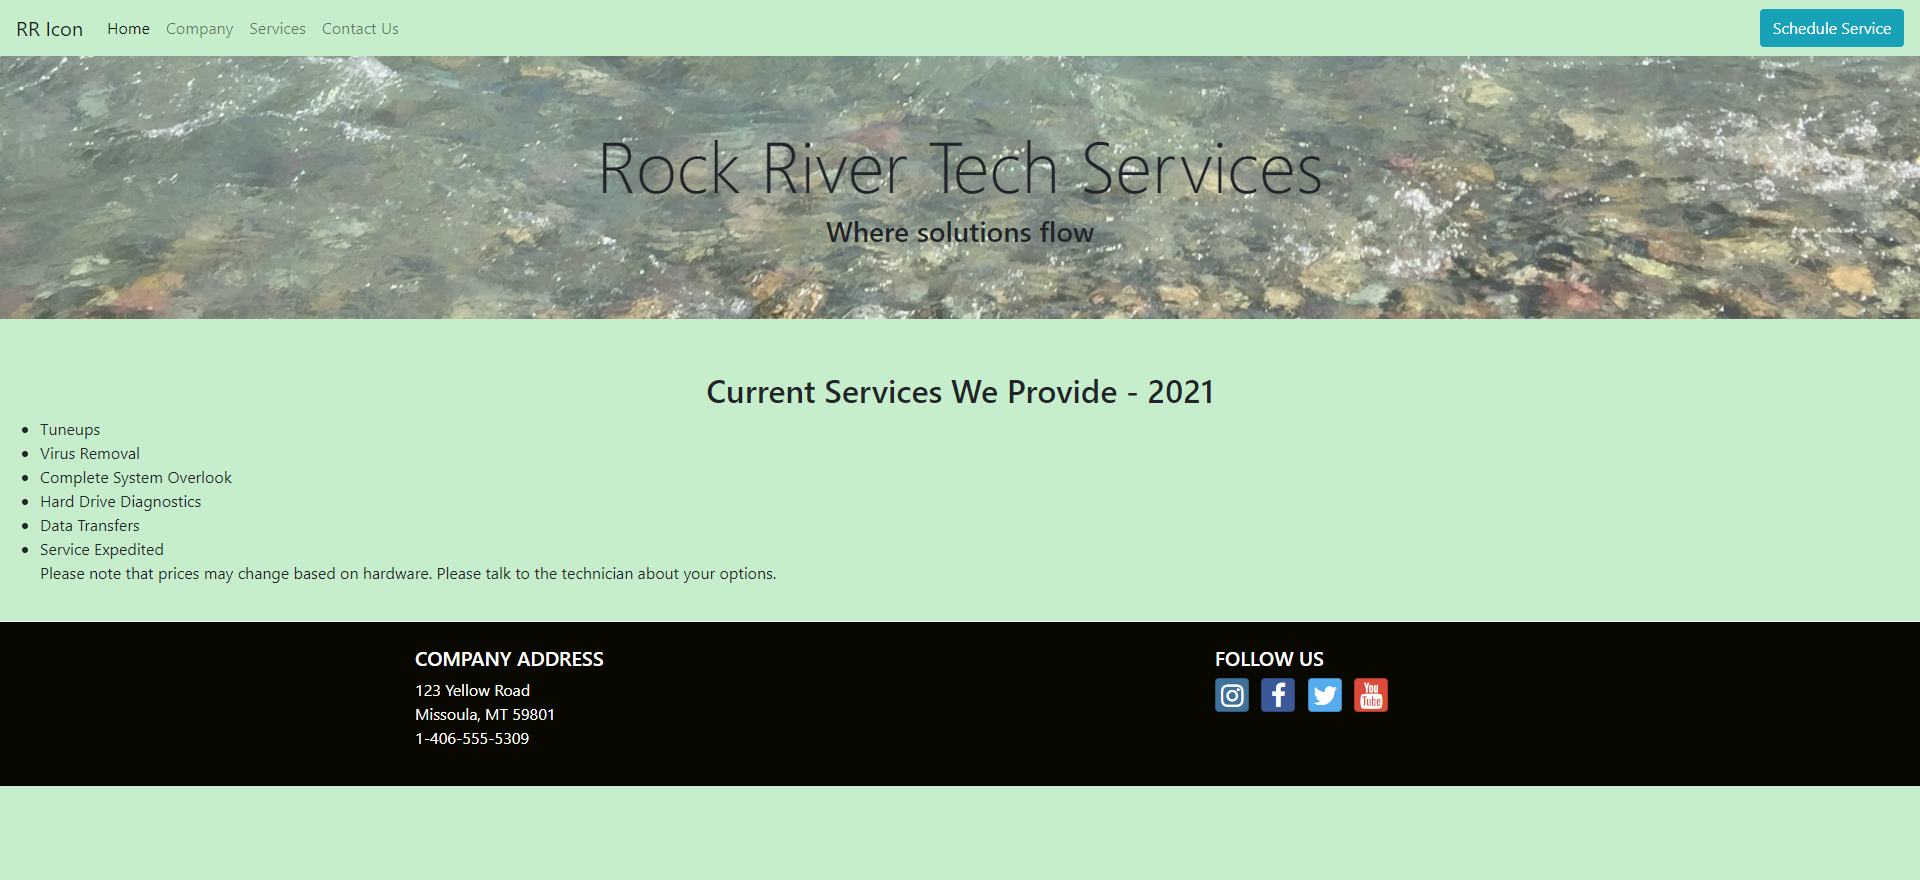 RR Icon Home Company Services Contact Us Schedule Service
Rock River Tech Services
Where solutions flow
Current Services We Provide - 2021
Tuneups
Virus Removal
Complete System Overlook
Hard Drive Diagnostics
Data Transfers
Service Expedited
Please note that prices may change based on hardware. Please talk to the technician about your options.
COMPANY ADDRESS
123 Yellow Road
Missoula, MT 59801
1-406-555-5309
FOLLOW US
You
Tube